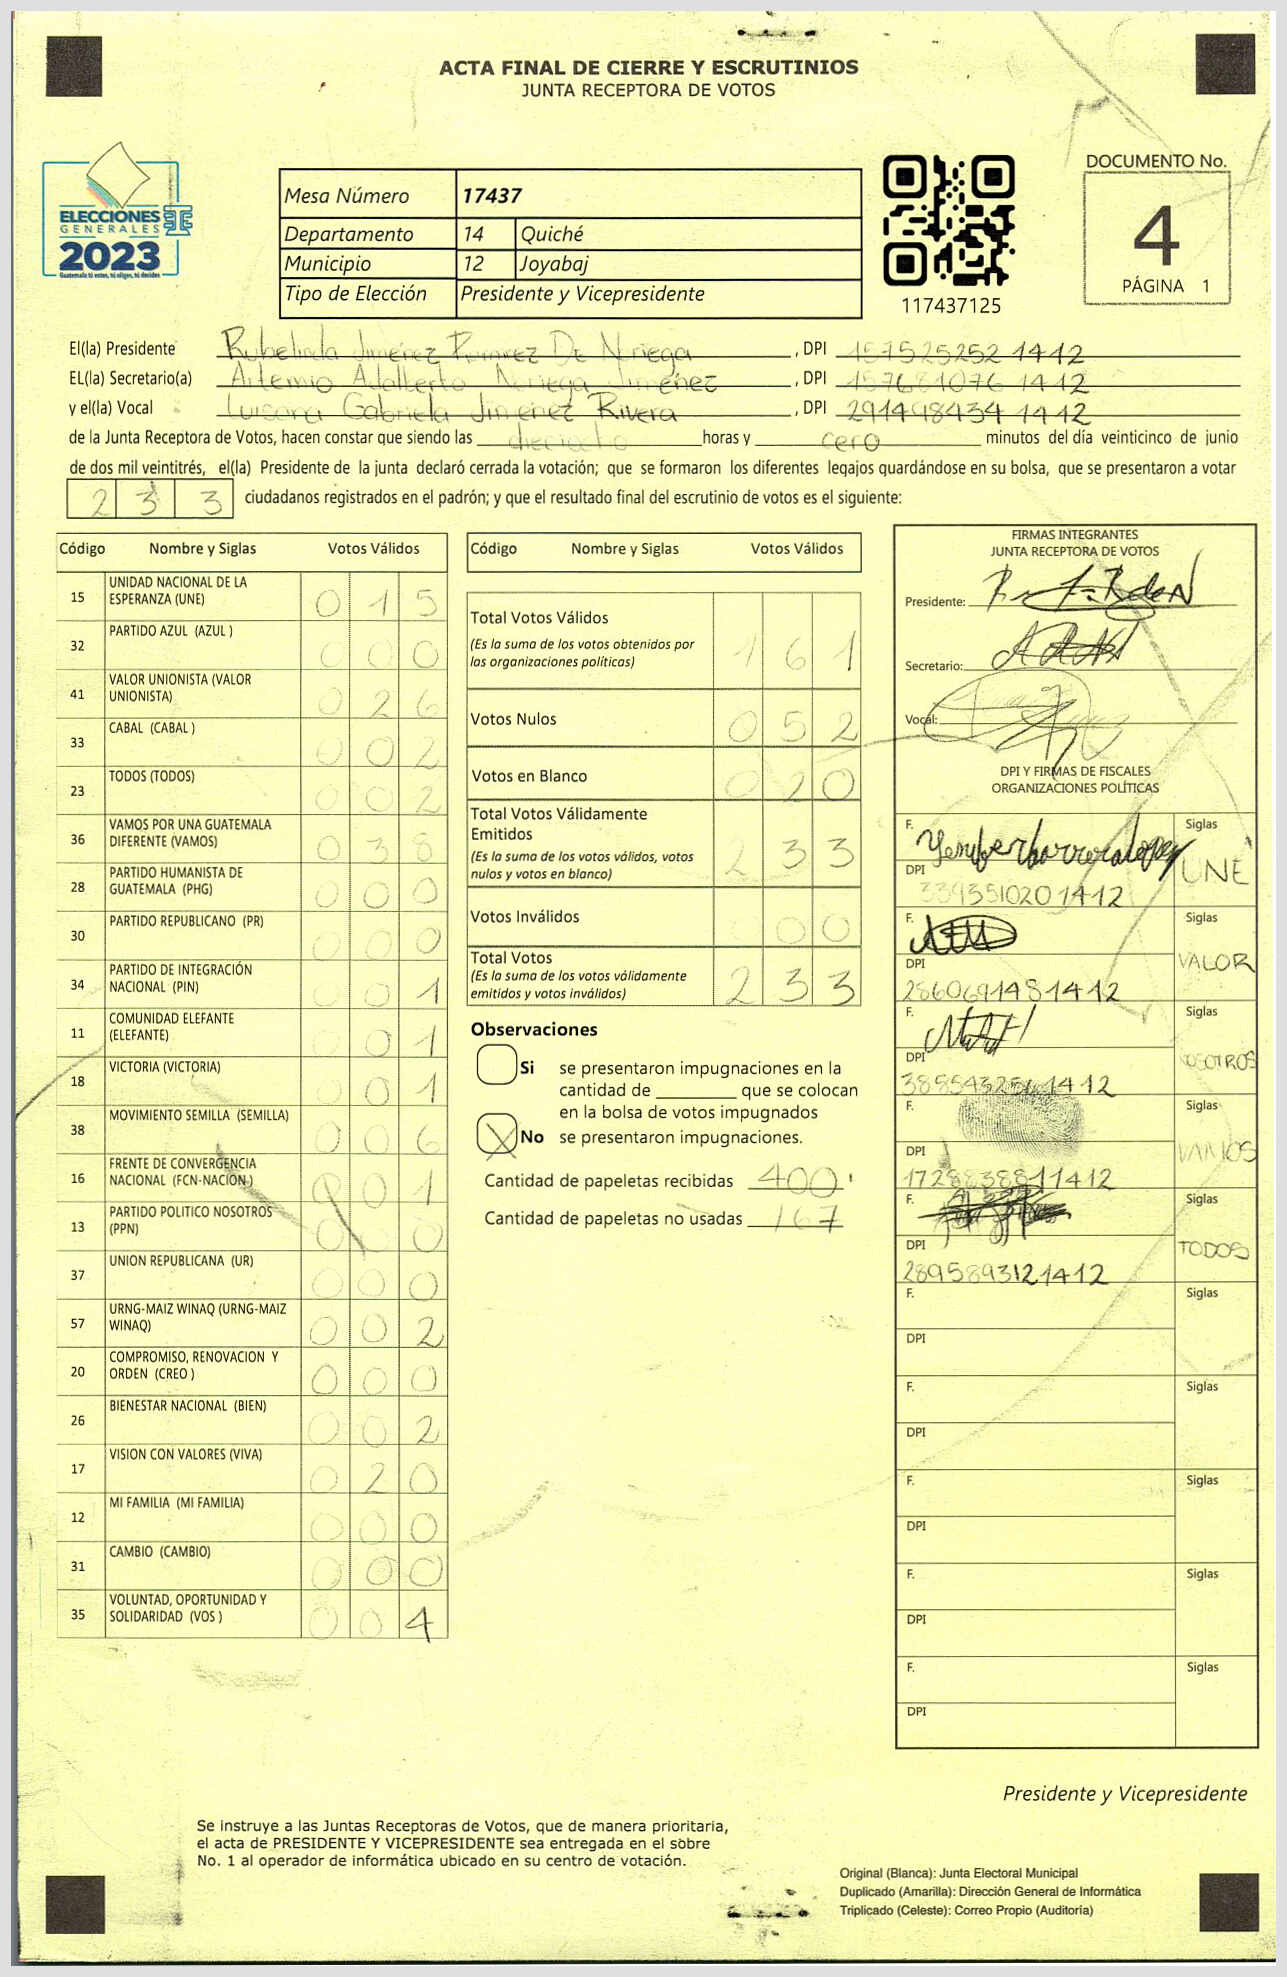 ACTA FINAL DE CIERRE Y ESCRUTINIOS
JUNTA RECEPTORA DE VOTOS
ELECCIONES
GENERALES
2023
Guatemala tú votes, tú eliges, tú decides
Mesa Número 17437
Departamento 14 Quiché
Municipio 12 Joyabaj
Tipo de Elección Presidente y Vicepresidente
117437125
DOCUMENTO No.
4
PÁGINA 1
El(la) Presidente Rubelinda Jiménez Ramirez De Noriega, DPI 157525252 1412
EL(la) Secretario(a) Artemio Adalberto Noriega Jiménez, DPI 157681076 1412
y el(la) Vocal Luisana Gabriela Jiménez Rivera, DPI 291498434 1412
de la Junta Receptora de Votos, hacen constar que siendo las dieciocho horas y cero minutos del día veinticinco de junio
de dos mil veintitrés, el(la) Presidente de la junta declaró cerrada la votación; que se formaron los diferentes legajos guardándose en su bolsa, que se presentaron a votar
2 3 3 ciudadanos registrados en el padrón; y que el resultado final del escrutinio de votos es el siguiente:
Código Nombre y Siglas Votos Válidos
15 UNIDAD NACIONAL DE LA
ESPERANZA (UNE) 0 1 5
32 PARTIDO AZUL (AZUL ) 0 0 0
41 VALOR UNIONISTA (VALOR
UNIONISTA) 0 2 6
33 CABAL (CABAL ) 0 0 2
23 TODOS (TODOS) 0 0 2
36 VAMOS POR UNA GUATEMALA
DIFERENTE (VAMOS) 0 3 8
28 PARTIDO HUMANISTA DE
GUATEMALA (PHG) 0 0 0
30 PARTIDO REPUBLICANO (PR) 0 0 0
34 PARTIDO DE INTEGRACIÓN
NACIONAL (PIN) 0 0 1
11 COMUNIDAD ELEFANTE
(ELEFANTE) 0 0 1
18 VICTORIA (VICTORIA) 0 0 1
38 MOVIMIENTO SEMILLA (SEMILLA) 0 0 6
16 FRENTE DE CONVERGENCIA
NACIONAL (FCN-NACION ) 0 0 1
13 PARTIDO POLITICO NOSOTROS
(PPN) 0 0 0
37 UNION REPUBLICANA (UR) 0 0 0
57 URNG-MAIZ WINAQ (URNG-MAIZ
WINAQ) 0 0 2
20 COMPROMISO, RENOVACION Y
ORDEN (CREO ) 0 0 0
26 BIENESTAR NACIONAL (BIEN) 0 0 2
17 VISION CON VALORES (VIVA) 0 2 0
12 MI FAMILIA (MI FAMILIA) 0 0 0
31 CAMBIO (CAMBIO) 0 0 0
35 VOLUNTAD, OPORTUNIDAD Y
SOLIDARIDAD (VOS ) 0 0 4
Código Nombre y Siglas Votos Válidos
Total Votos Válidos
(Es la suma de los votos obtenidos por
las organizaciones políticas) 1 6 1
Votos Nulos 0 5 2
Votos en Blanco 0 2 0
Total Votos Válidamente
Emitidos
(Es la suma de los votos válidos, votos
nulos y votos en blanco) 2 3 3
Votos Inválidos 0 0 0
Total Votos
(Es la suma de los votos válidamente
emitidos y votos inválidos) 2 3 3
Observaciones
Si se presentaron impugnaciones en la
cantidad de ________ que se colocan
en la bolsa de votos impugnados
X No se presentaron impugnaciones.
Cantidad de papeletas recibidas 400
Cantidad de papeletas no usadas 167
FIRMAS INTEGRANTES
JUNTA RECEPTORA DE VOTOS
Presidente:
Secretario:
Vocal:
DPI Y FIRMAS DE FISCALES
ORGANIZACIONES POLÍTICAS
F. Siglas
UNE
DPI
339351020 1412
F. Siglas
VALOR
DPI
286069148 1412
F. Siglas
NOSOTROS
DPI
1412
F. Siglas
VAMOS
DPI
172883881 1412
F. Siglas
TODOS
DPI
289589312 1412
F. Siglas
DPI
F. Siglas
DPI
F. Siglas
DPI
F. Siglas
DPI
F. Siglas
DPI
Presidente y Vicepresidente
Se instruye a las Juntas Receptoras de Votos, que de manera prioritaria,
el acta de PRESIDENTE Y VICEPRESIDENTE sea entregada en el sobre
No. 1 al operador de informática ubicado en su centro de votación.
Original (Blanca): Junta Electoral Municipal
Duplicado (Amarilla): Dirección General de Informática
Triplicado (Celeste): Correo Propio (Auditoría)